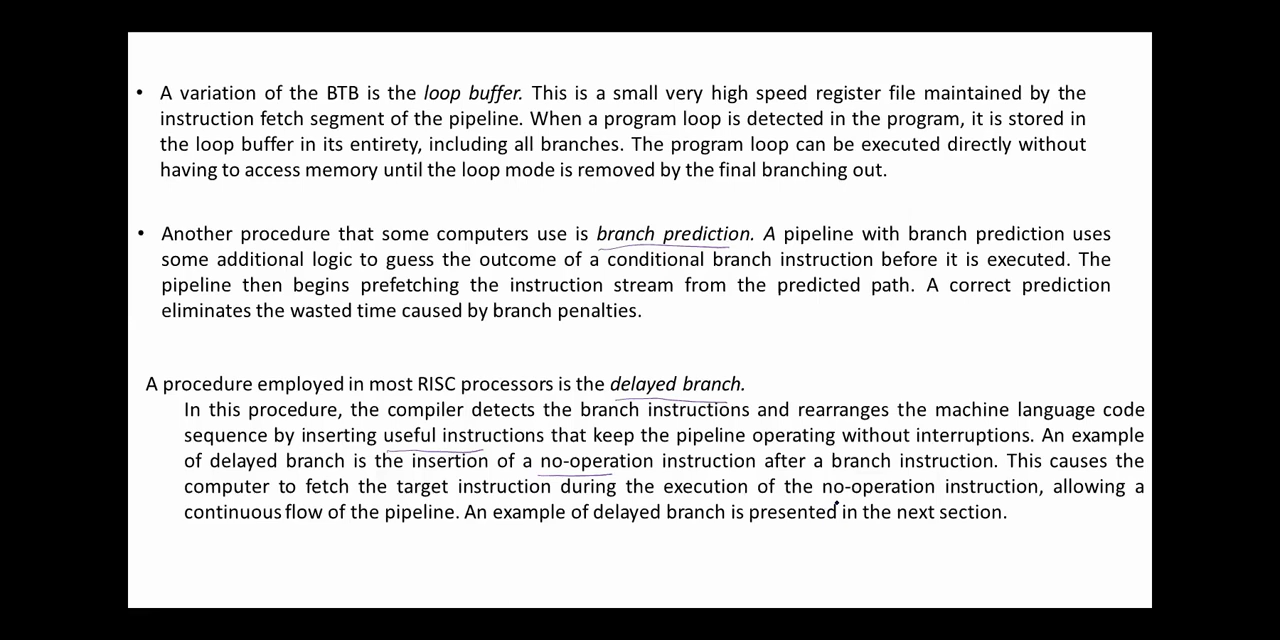 • A variation of the BTB is the loop buffer. This is a small very high speed register file maintained by the
instruction fetch segment of the pipeline. When a program loop is detected in the program, it is stored in
the loop buffer in its entirety, including all branches. The program loop can be executed directly without
having to access memory until the loop mode is removed by the final branching out.
• Another procedure that some computers use is branch prediction. A pipeline with branch prediction uses
some additional logic to guess the outcome of a conditional branch instruction before it is executed. The
pipeline then begins prefetching the instruction stream from the predicted path. A correct prediction
eliminates the wasted time caused by branch penalties.
A procedure employed in most RISC processors is the delayed branch.
In this procedure, the compiler detects the branch instructions and rearranges the machine language code
sequence by inserting useful instructions that keep the pipeline operating without interruptions. An example
of delayed branch is the insertion of a no-operation instruction after a branch instruction. This causes the
computer to fetch the target instruction during the execution of the no-operation instruction, allowing a
continuous flow of the pipeline. An example of delayed branch is presented in the next section.